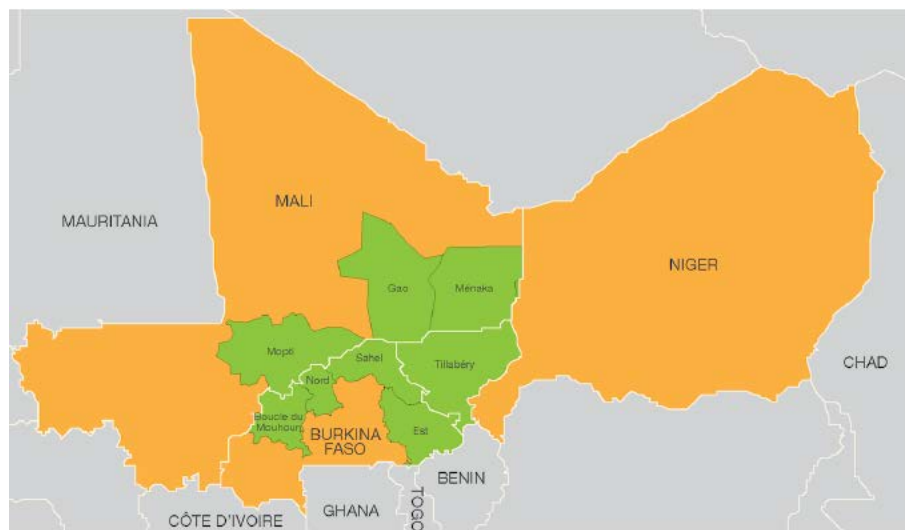 MALI
MAURITANIA
NIGER
Gao
Ménaka
Mopti
Sahel
Tillabéry
CHAD
Nord
Boucle du
Mouhoun
Est
BURKINA
FASO
BENIN
TOGO
GHANA
CÔTE D'IVOIRE